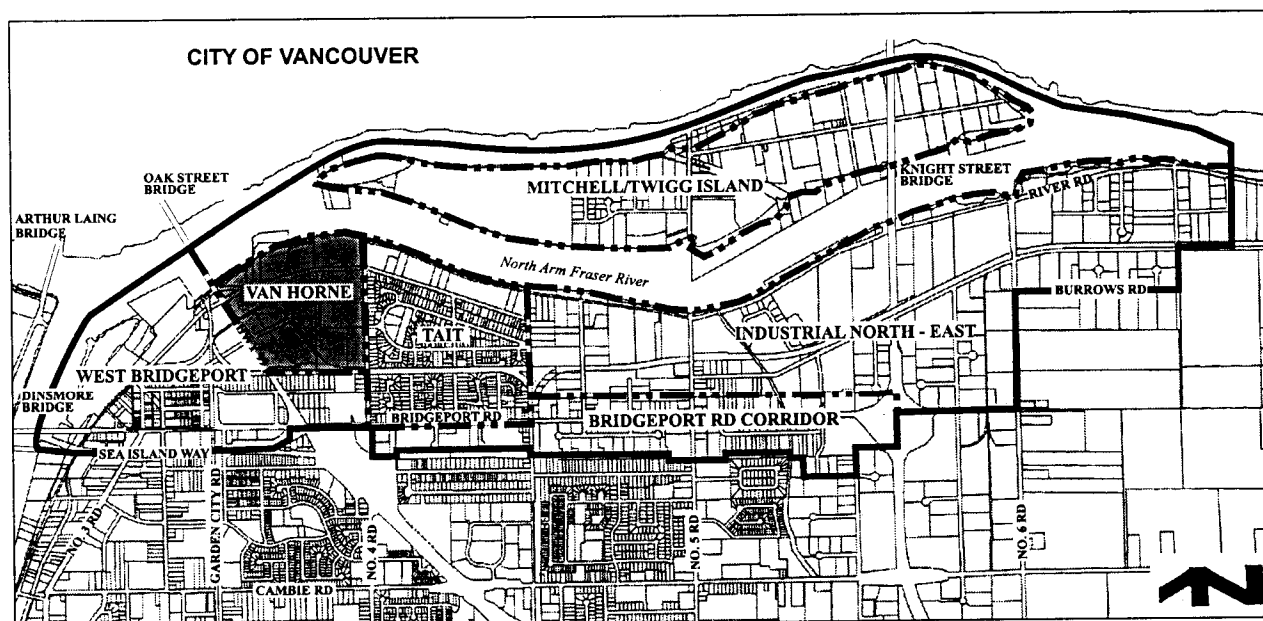 CITY OF VANCOUVER
OAK STREET
BRIDGE
ARTHUR LAING
BRIDGE
MITCHELL/TWIGG ISLAND
KNIGHT STREET
BRIDGE
RIVER RD
North Arm Fraser River
VAN HORNE
TAIT
INDUSTRIAL NORTH - EAST
BURROWS RD
WEST BRIDGEPORT
DINSMORE
BRIDGE
BRIDGEPORT RD
BRIDGEPORT RD CORRIDOR
SEA ISLAND WAY
NO. 3 RD
GARDEN CITY RD
NO. 4 RD
NO. 5 RD
NO. 6 RD
CAMBIE RD
N